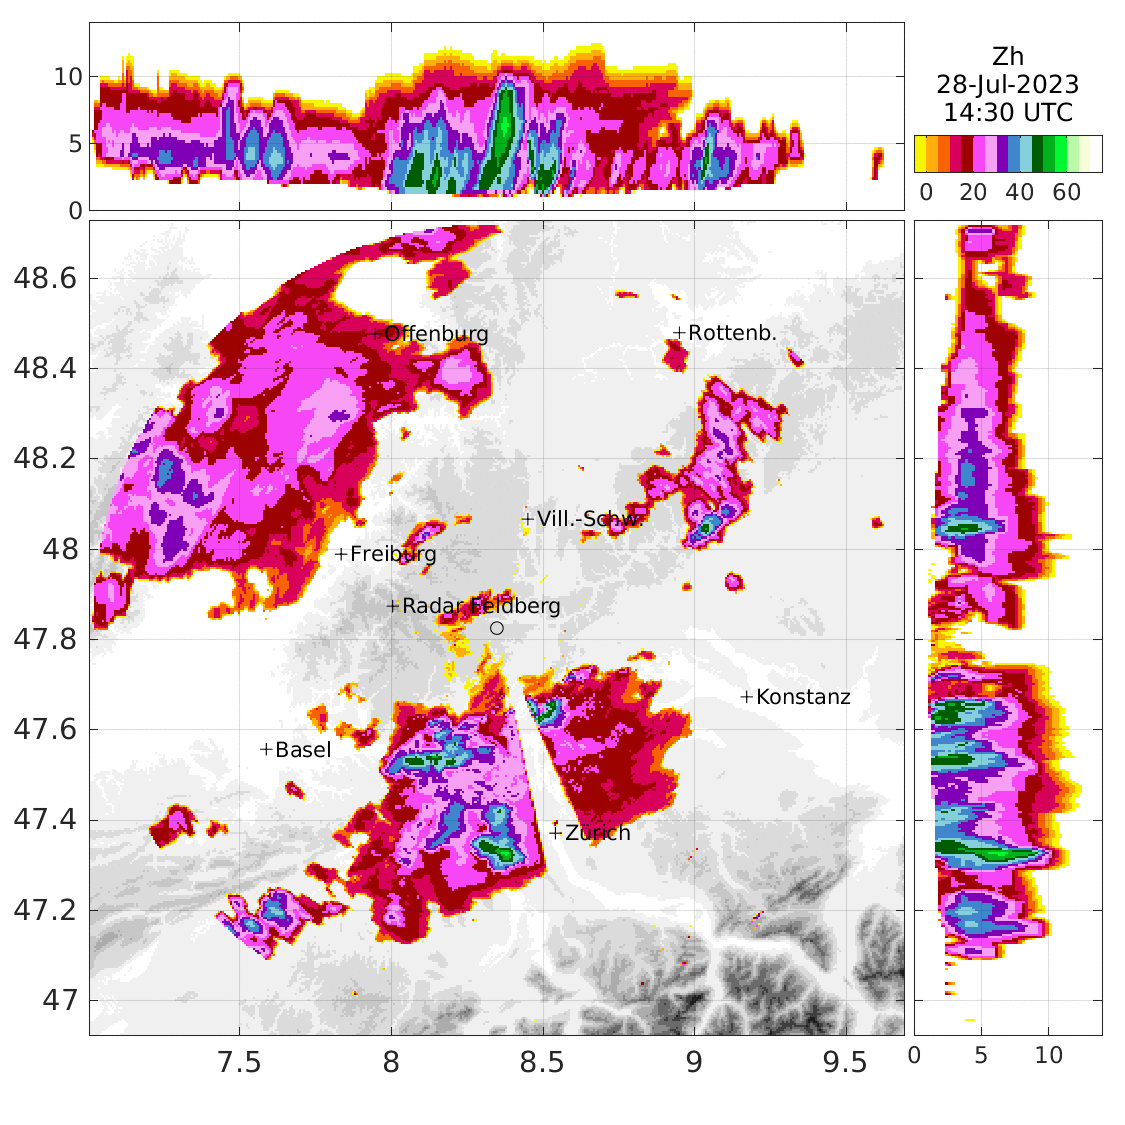 10
5
0
Zh
28-Jul-2023
14:30 UTC
0 20 40 60
48.6
48.4
48.2
48
47.8
47.6
47.4
47.2
47
+Offenburg
+Rottenb.
+Vill.-Schw.
+Freiburg
+Radar Feldberg
+Konstanz
+Basel
+Zürich
7.5 8 8.5 9 9.5
0 5 10